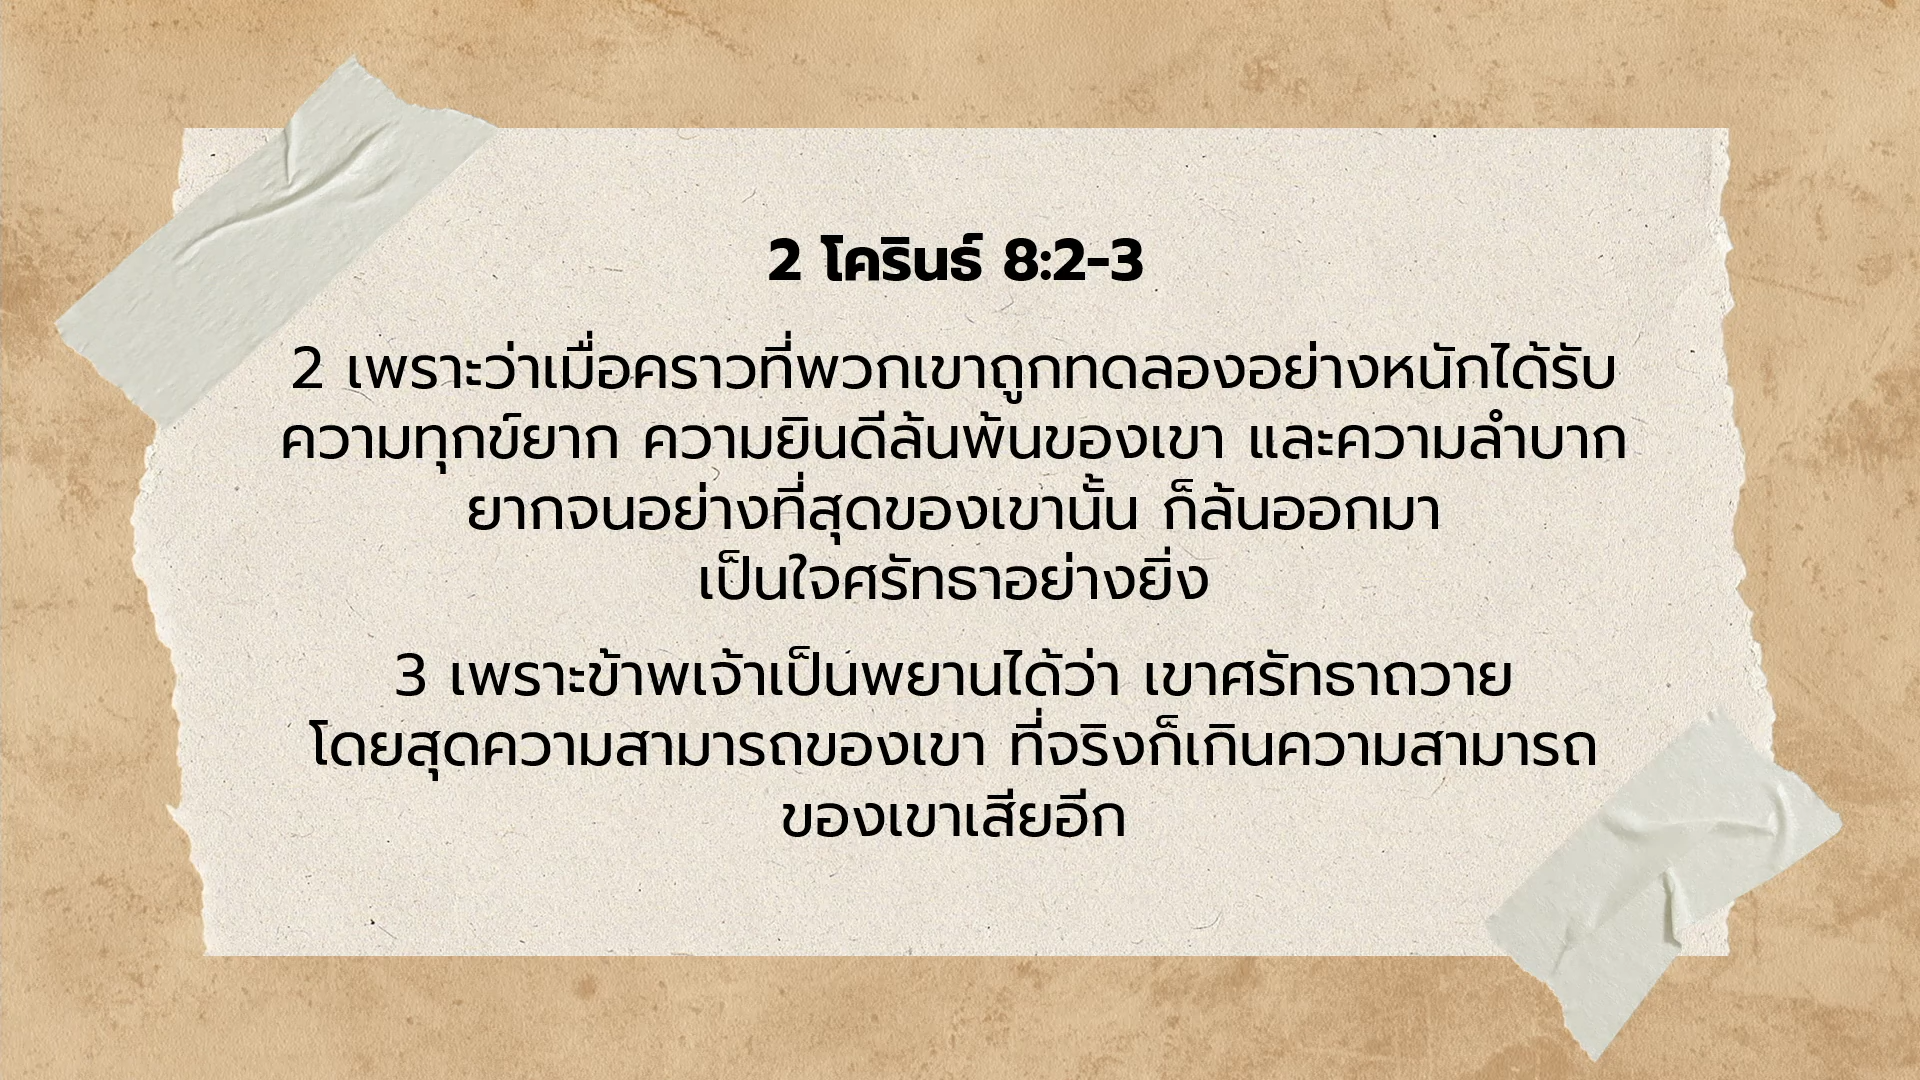 2 โครินธ์ 8:2-3
2 เพราะว่าเมื่อคราวที่พวกเขาถูกทดลองอย่างหนักได้รับ
ความทุกข์ยาก ความยินดีล้นพ้นของเขา และความลำบาก
ยากจนอย่างที่สุดของเขานั้น ก็ล้นออกมา
เป็นใจศรัทธาอย่างยิ่ง
3 เพราะข้าพเจ้าเป็นพยานได้ว่า เขาศรัทธาถวาย
โดยสุดความสามารถของเขา ที่จริงก็เกินความสามารถ
ของเขาเสียอีก